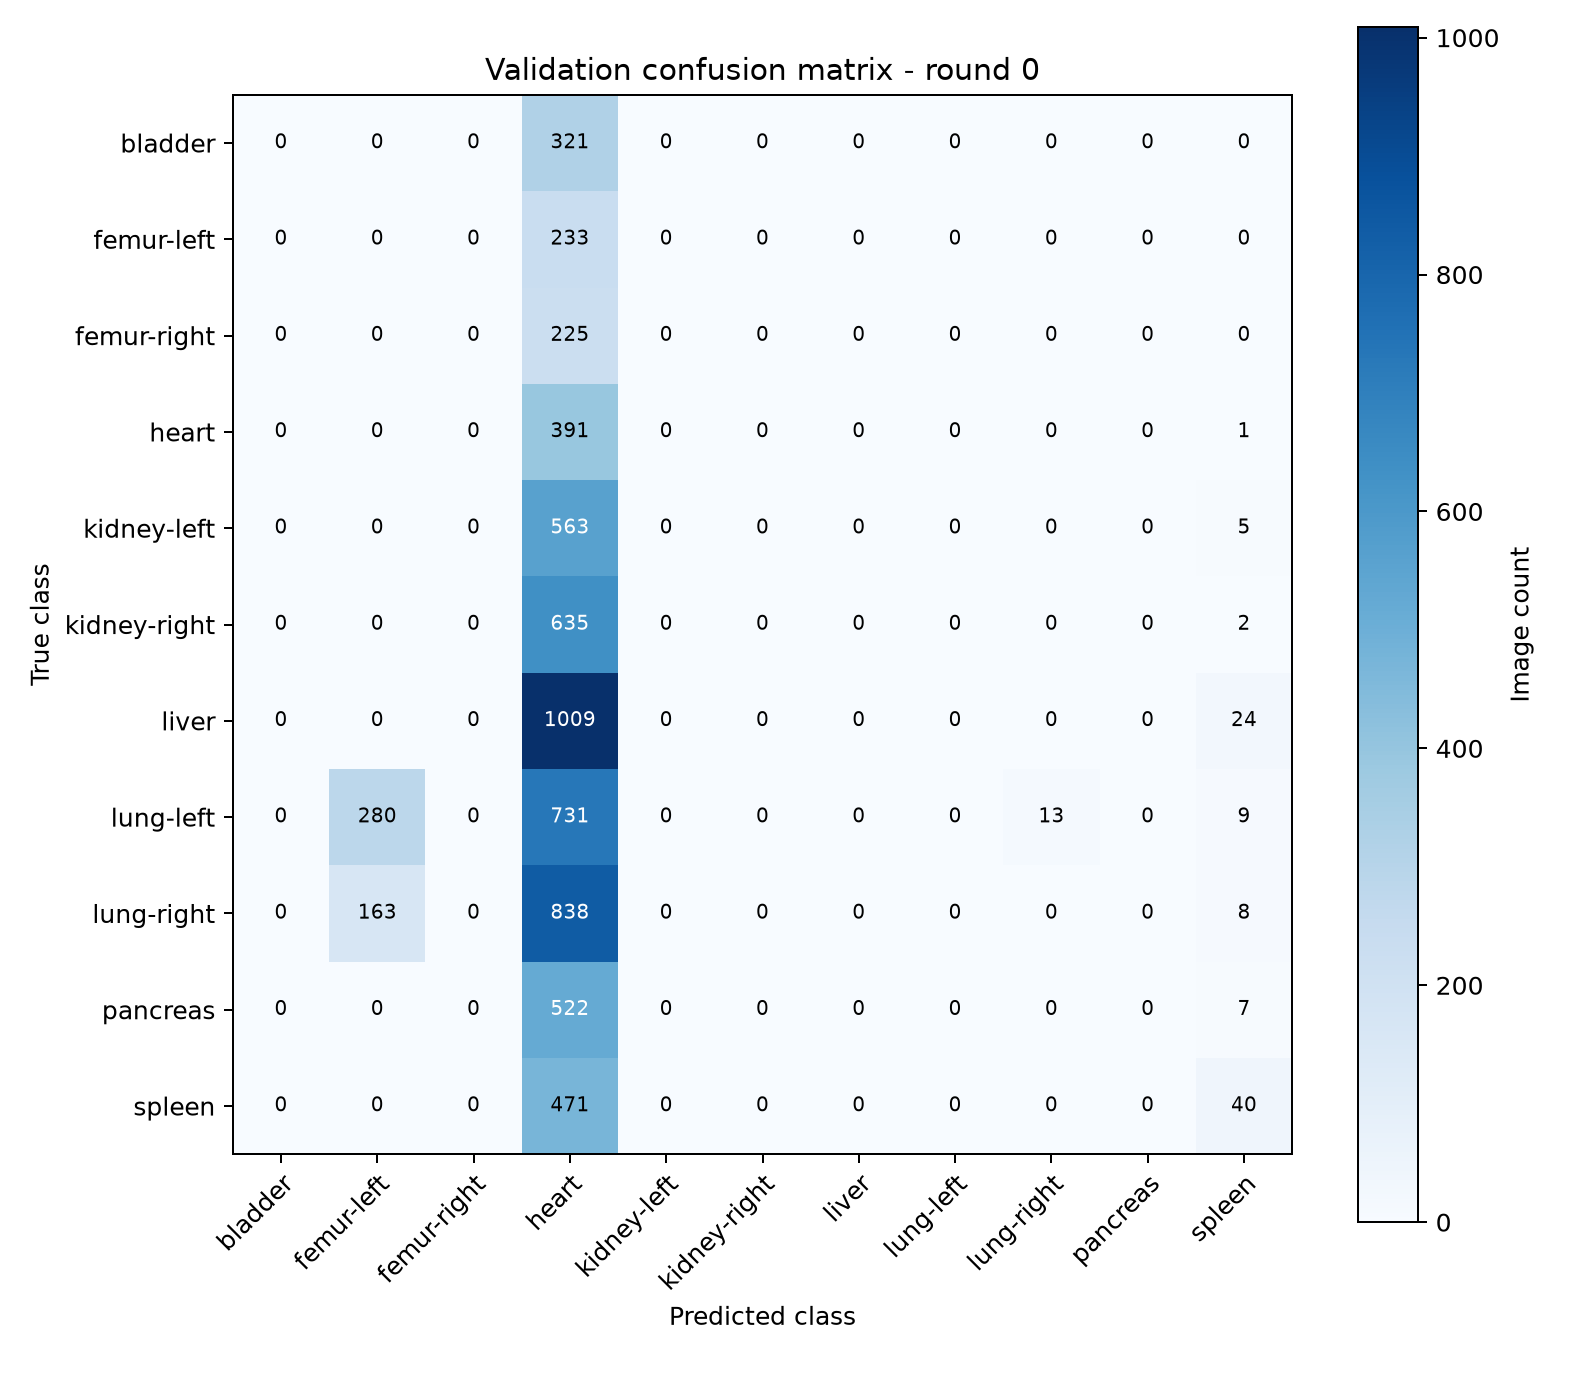 Validation confusion matrix - round 0
bladder 0 0 0 321 0 0 0 0 0 0 0
femur-left 0 0 0 233 0 0 0 0 0 0 0
femur-right 0 0 0 225 0 0 0 0 0 0 0
heart 0 0 0 391 0 0 0 0 0 0 1
kidney-left 0 0 0 563 0 0 0 0 0 0 5
kidney-right 0 0 0 635 0 0 0 0 0 0 2
liver 0 0 0 1009 0 0 0 0 0 0 24
lung-left 0 280 0 731 0 0 0 0 13 0 9
lung-right 0 163 0 838 0 0 0 0 0 0 8
pancreas 0 0 0 522 0 0 0 0 0 0 7
spleen 0 0 0 471 0 0 0 0 0 0 40
True class
bladder femur-left femur-right heart kidney-left kidney-right liver lung-left lung-right pancreas spleen
Predicted class
1000
800
600
400
200
0
Image count